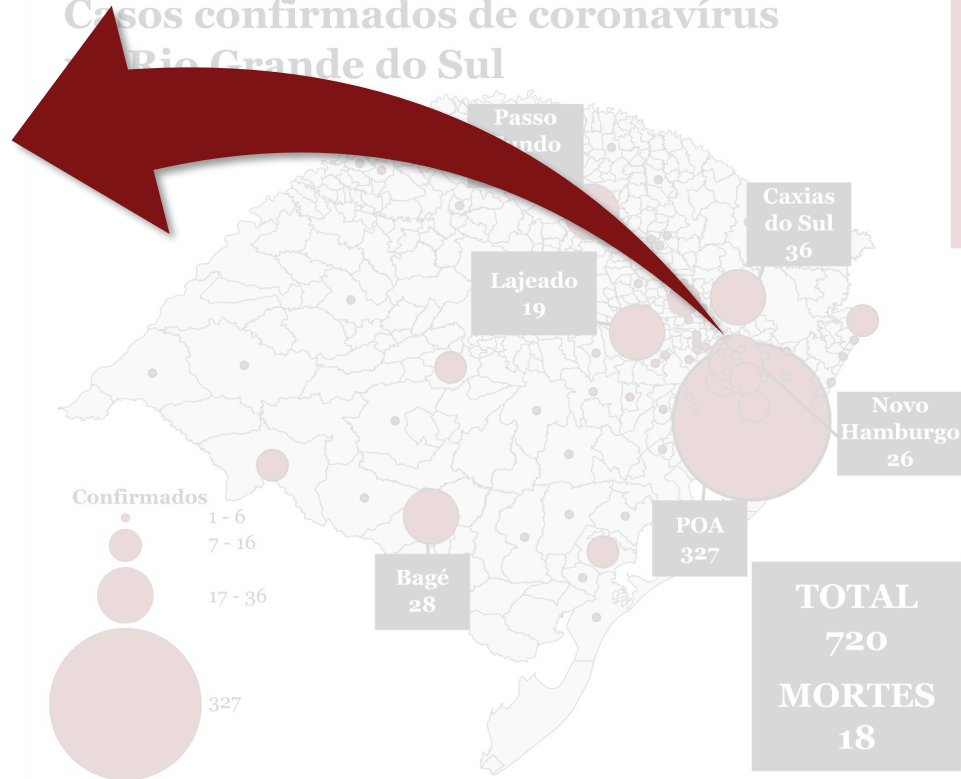 Casos confirmados de coronavírus
Rio Grande do Sul
Passo
Caxias
do Sul
36
Lajeado
19
Novo
Hamburgo
26
Confirmados
1 - 6
7 - 16
17 - 36
327
POA
327
Bagé
28
TOTAL
720
MORTES
18